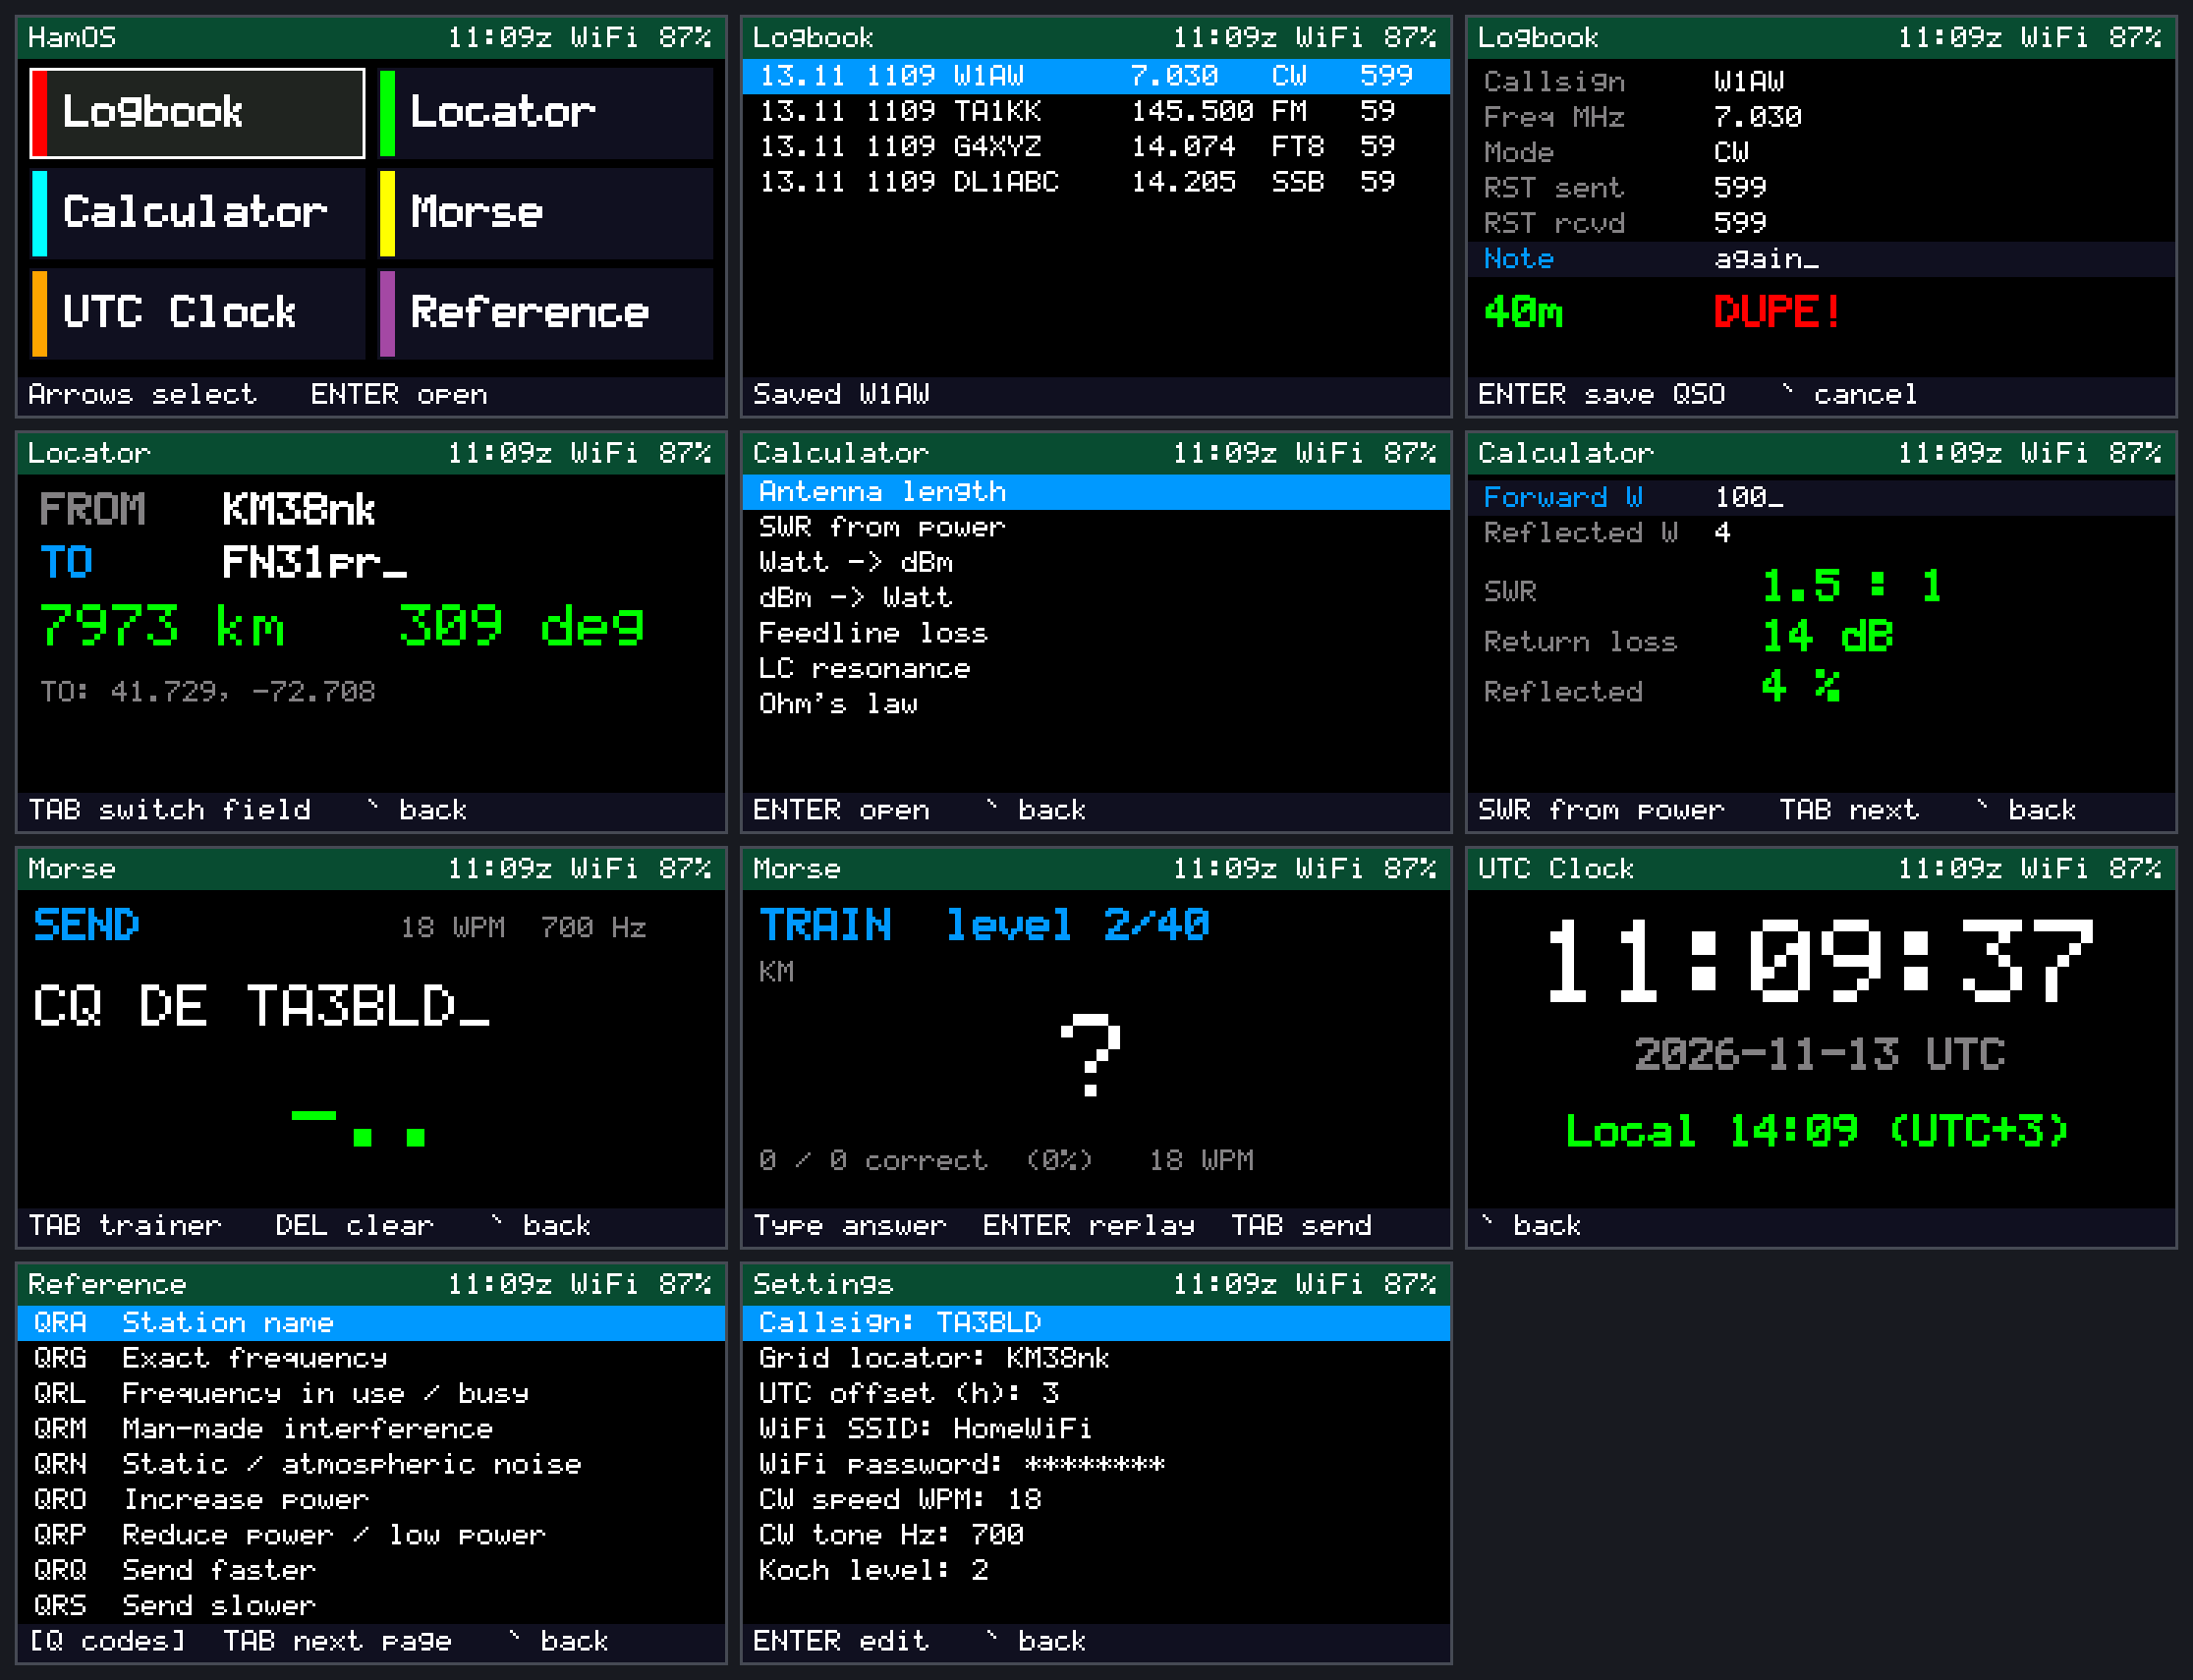 HamOS 11:09z WiFi 87%
Logbook Locator
Calculator Morse
UTC Clock Reference
Arrows select ENTER open
Logbook 11:09z WiFi 87%
13.11 1109 W1AW 7.030 CW 599
13.11 1109 TA1KK 145.500 FM 59
13.11 1109 G4XYZ 14.074 FT8 59
13.11 1109 DL1ABC 14.205 SSB 59
Saved W1AW
Logbook 11:09z WiFi 87%
Callsign W1AW
Freq MHz 7.030
Mode CW
RST sent 599
RST rcvd 599
Note again_
40m DUPE!
ENTER save QSO ` cancel
Locator 11:09z WiFi 87%
FROM KM38nk
TO FN31pr_
7973 km 309 deg
TO: 41.729, -72.708
TAB switch field ` back
Calculator 11:09z WiFi 87%
Antenna length
SWR from power
Watt -> dBm
dBm -> Watt
Feedline loss
LC resonance
Ohm's law
ENTER open ` back
Calculator 11:09z WiFi 87%
Forward W 100_
Reflected W 4
SWR 1.5 : 1
Return loss 14 dB
Reflected 4 %
SWR from power TAB next ` back
Morse 11:09z WiFi 87%
SEND 18 WPM 700 Hz
CQ DE TA3BLD_
-..
TAB trainer DEL clear ` back
Morse 11:09z WiFi 87%
TRAIN level 2/40
KM
?
0 / 0 correct (0%) 18 WPM
Type answer ENTER replay TAB send
UTC Clock 11:09z WiFi 87%
11:09:37
2026-11-13 UTC
Local 14:09 (UTC+3)
` back
Reference 11:09z WiFi 87%
QRA Station name
QRG Exact frequency
QRL Frequency in use / busy
QRM Man-made interference
QRN Static / atmospheric noise
QRO Increase power
QRP Reduce power / low power
QRQ Send faster
QRS Send slower
[Q codes] TAB next page ` back
Settings 11:09z WiFi 87%
Callsign: TA3BLD
Grid locator: KM38nk
UTC offset (h): 3
WiFi SSID: HomeWiFi
WiFi password: ********
CW speed WPM: 18
CW tone Hz: 700
Koch level: 2
ENTER edit ` back